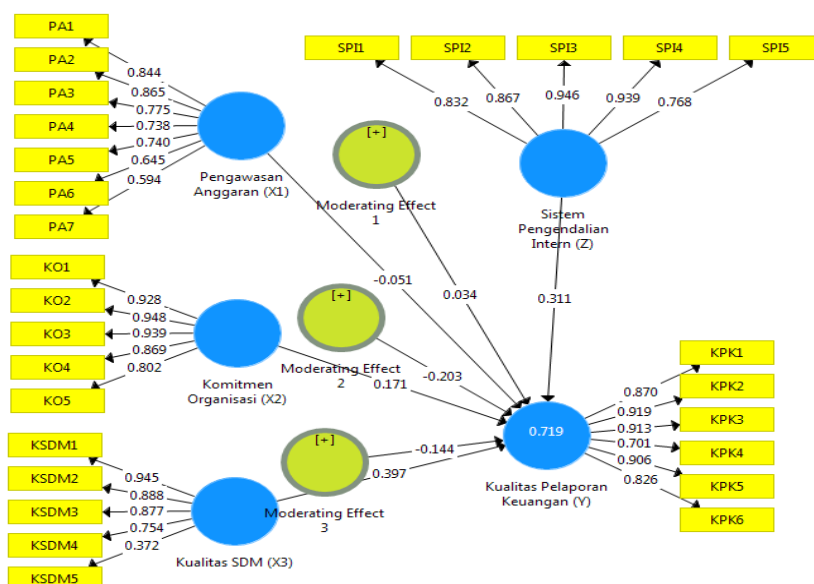 PA1
PA2
PA3
PA4
PA5
PA6
PA7
0.844
0.865
0.775
0.738
0.740
0.645
0.594
Pengawasan
Anggaran (X1)
SPI1
SPI2
SPI3
SPI4
SPI5
0.832
0.867
0.946
0.939
0.768
Sistem
Pengendalian
Intern (Z)
[+]
Moderating Effect
1
-0.051
0.034
0.311
KO1
KO2
KO3
KO4
KO5
0.928
0.948
0.939
0.869
0.802
Komitmen
Organisasi (X2)
[+]
Moderating Effect
2
0.171
-0.203
KSDM1
KSDM2
KSDM3
KSDM4
KSDM5
0.945
0.888
0.877
0.754
0.372
Kualitas SDM (X3)
[+]
Moderating Effect
3
-0.144
0.397
0.719
Kualitas Pelaporan
Keuangan (Y)
0.870
0.919
0.913
0.701
0.906
0.826
KPK1
KPK2
KPK3
KPK4
KPK5
KPK6